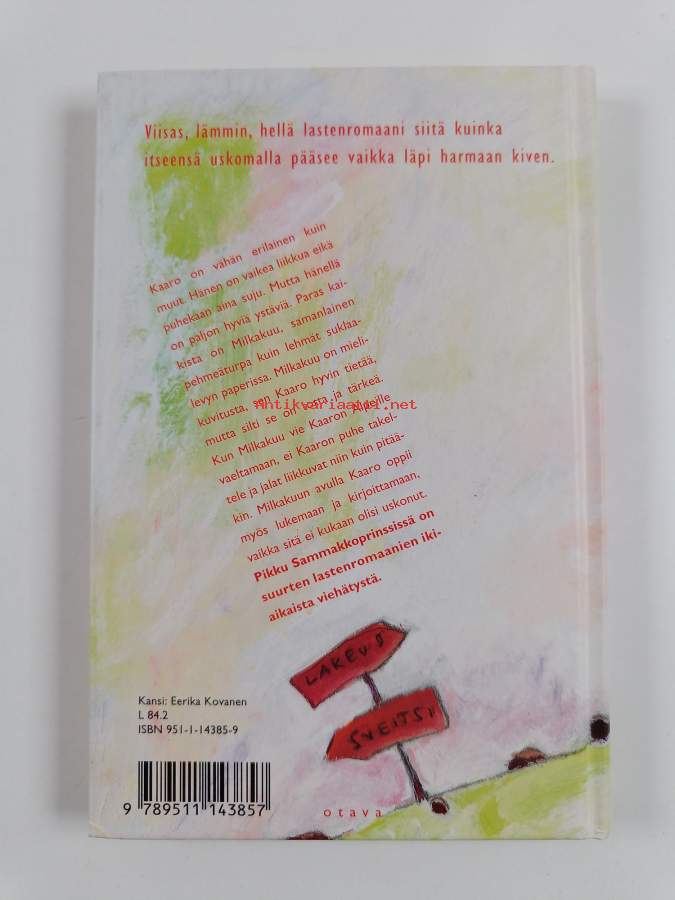 Viisas, lämmin, hellä lastenromaani siitä kuinka
itseensä uskomalla pääsee vaikka läpi harmaan kiven.
Kaaro on vähän erilainen kuin
muut. Hänen on vaikea liikkua eikä
puhekaan aina suju. Mutta hänellä
on paljon hyviä ystäviä. Paras kai-
kista on Milkakuu, samanlainen
pehmeäturpa kuin lehmät suklaa-
levyn paperissa. Milkakuu on mieli-
kuvitusta, sen Kaaro hyvin tietää,
mutta silti se on totta ja tärkeä.
Antikvariaatti.net
Kun Milkakuu vie Kaaron Alpeille
vaeltamaan, ei Kaaron puhe takel-
tele ja jalat liikkuvat niin kuin pitää-
kin. Milkakuun avulla Kaaro oppii
myös lukemaan ja kirjoittamaan,
vaikka sitä ei kukaan olisi uskonut.
Pikku Sammakkoprinssissä on
suurten lastenromaanien iki-
aikaista viehätystä.
LAKEUS
SVEITSI
Kansi: Eerika Kovanen
L 84.2
ISBN 951-1-14385-9
9 789511 143857
otava